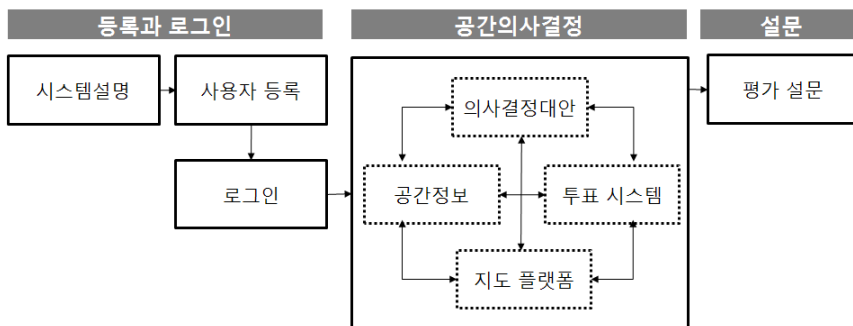 등록과 로그인
공간의사결정
설문
시스템설명
사용자 등록
의사결정대안
평가 설문
로그인
공간정보
투표 시스템
지도 플랫폼